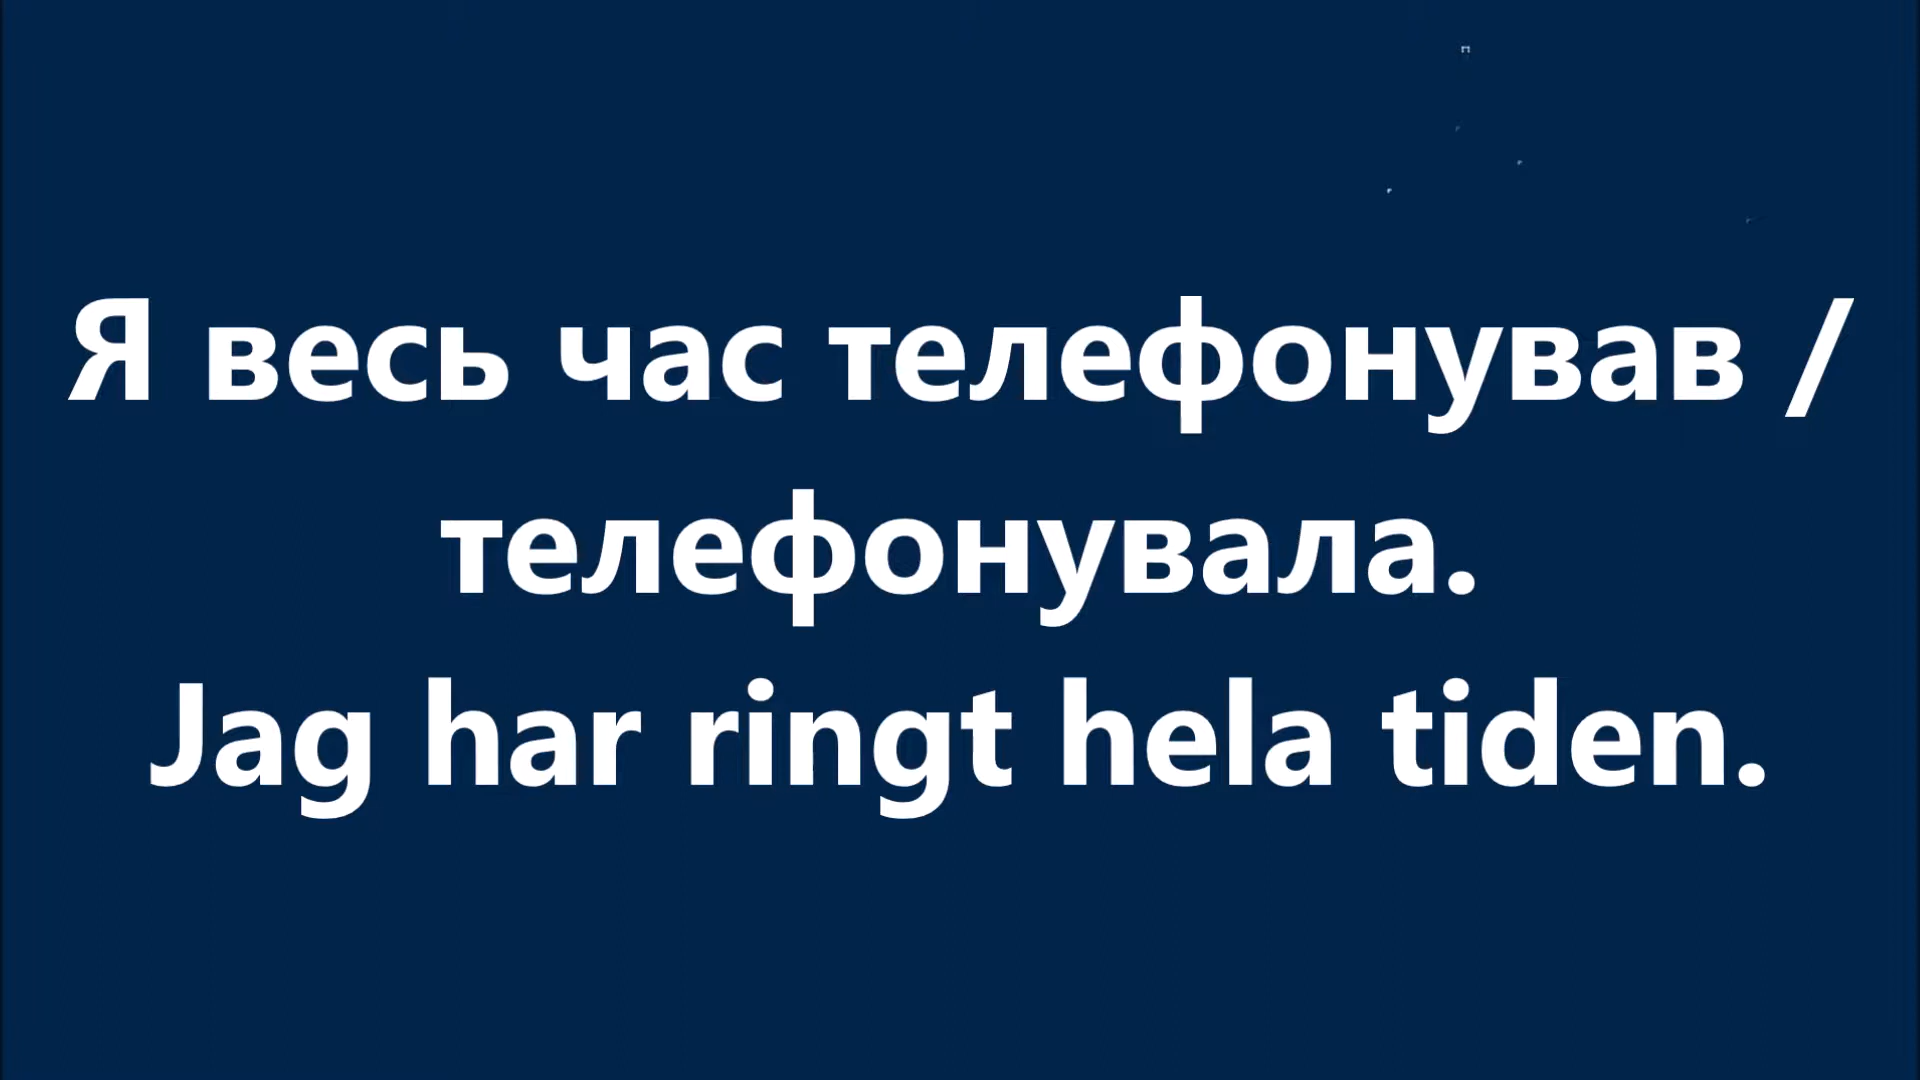 Я весь час телефонував /
телефонувала.
Jag har ringt hela tiden.